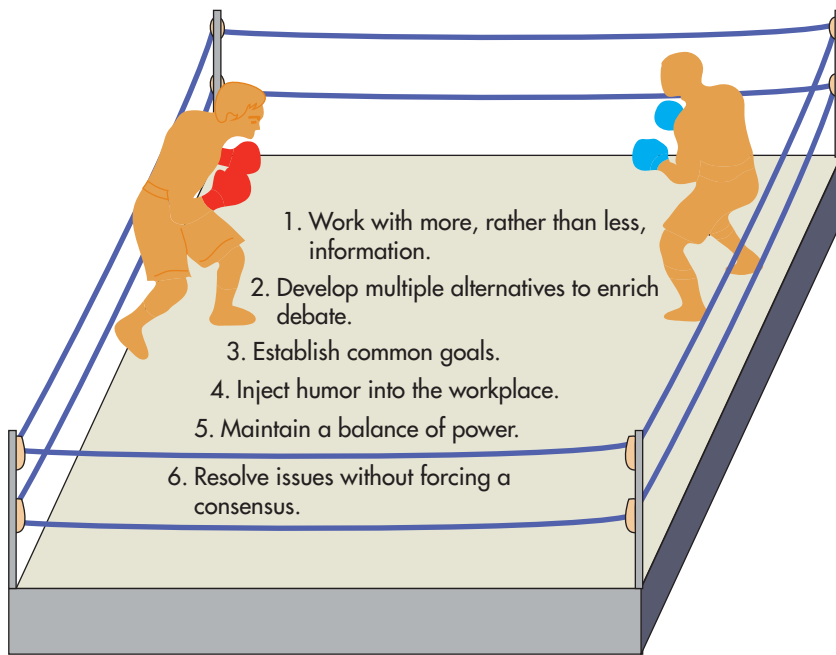 1. Work with more, rather than less,
information.
2. Develop multiple alternatives to enrich
debate.
3. Establish common goals.
4. Inject humor into the workplace.
5. Maintain a balance of power.
6. Resolve issues without forcing a
consensus.